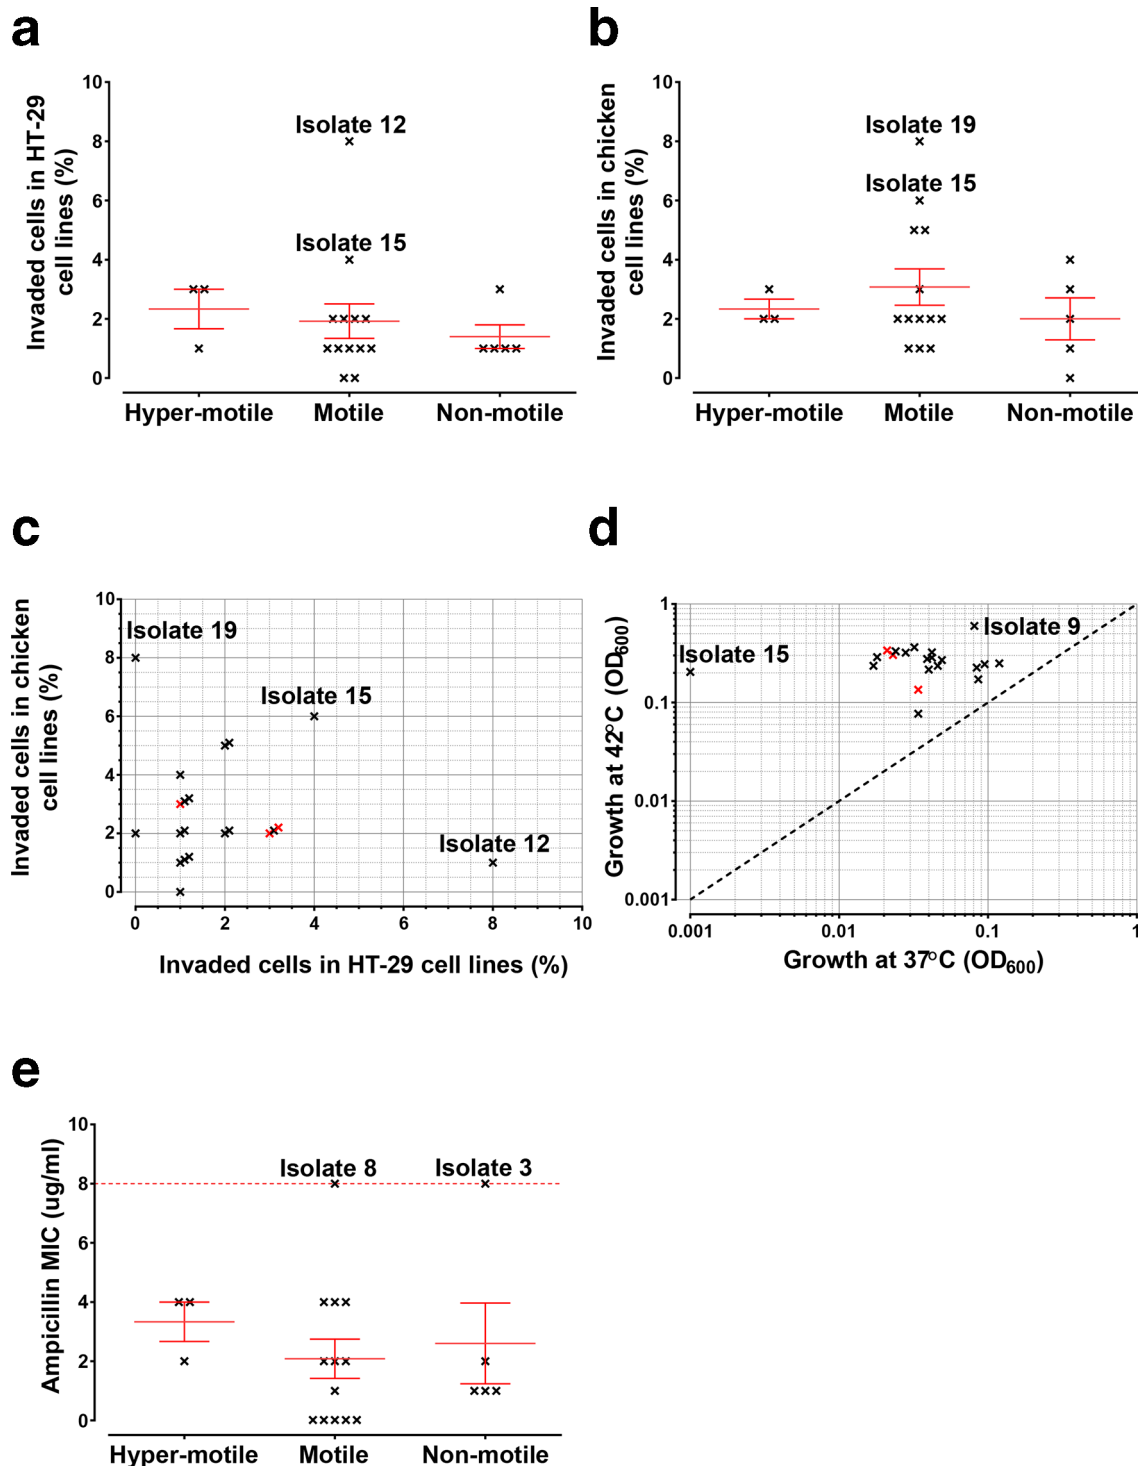 a
Invaded cells in HT-29
cell lines (%)
10
8
6
4
2
0
Isolate 12
Isolate 15
Hyper-motile
Motile
Non-motile
b
Invaded cells in chicken
cell lines (%)
10
8
6
4
2
0
Isolate 19
Isolate 15
Hyper-motile
Motile
Non-motile
c
Invaded cells in chicken
cell lines (%)
10
8
6
4
2
0
Isolate 19
Isolate 15
Isolate 12
0
2
4
6
8
10
Invaded cells in HT-29 cell lines (%)
d
Growth at 42°C (OD600)
1
0.1
0.01
0.001
Isolate 9
Isolate 15
0.001
0.01
0.1
1
Growth at 37°C (OD600)
e
Ampicillin MIC (ug/ml)
10
8
6
4
2
0
Isolate 8
Isolate 3
Hyper-motile
Motile
Non-motile